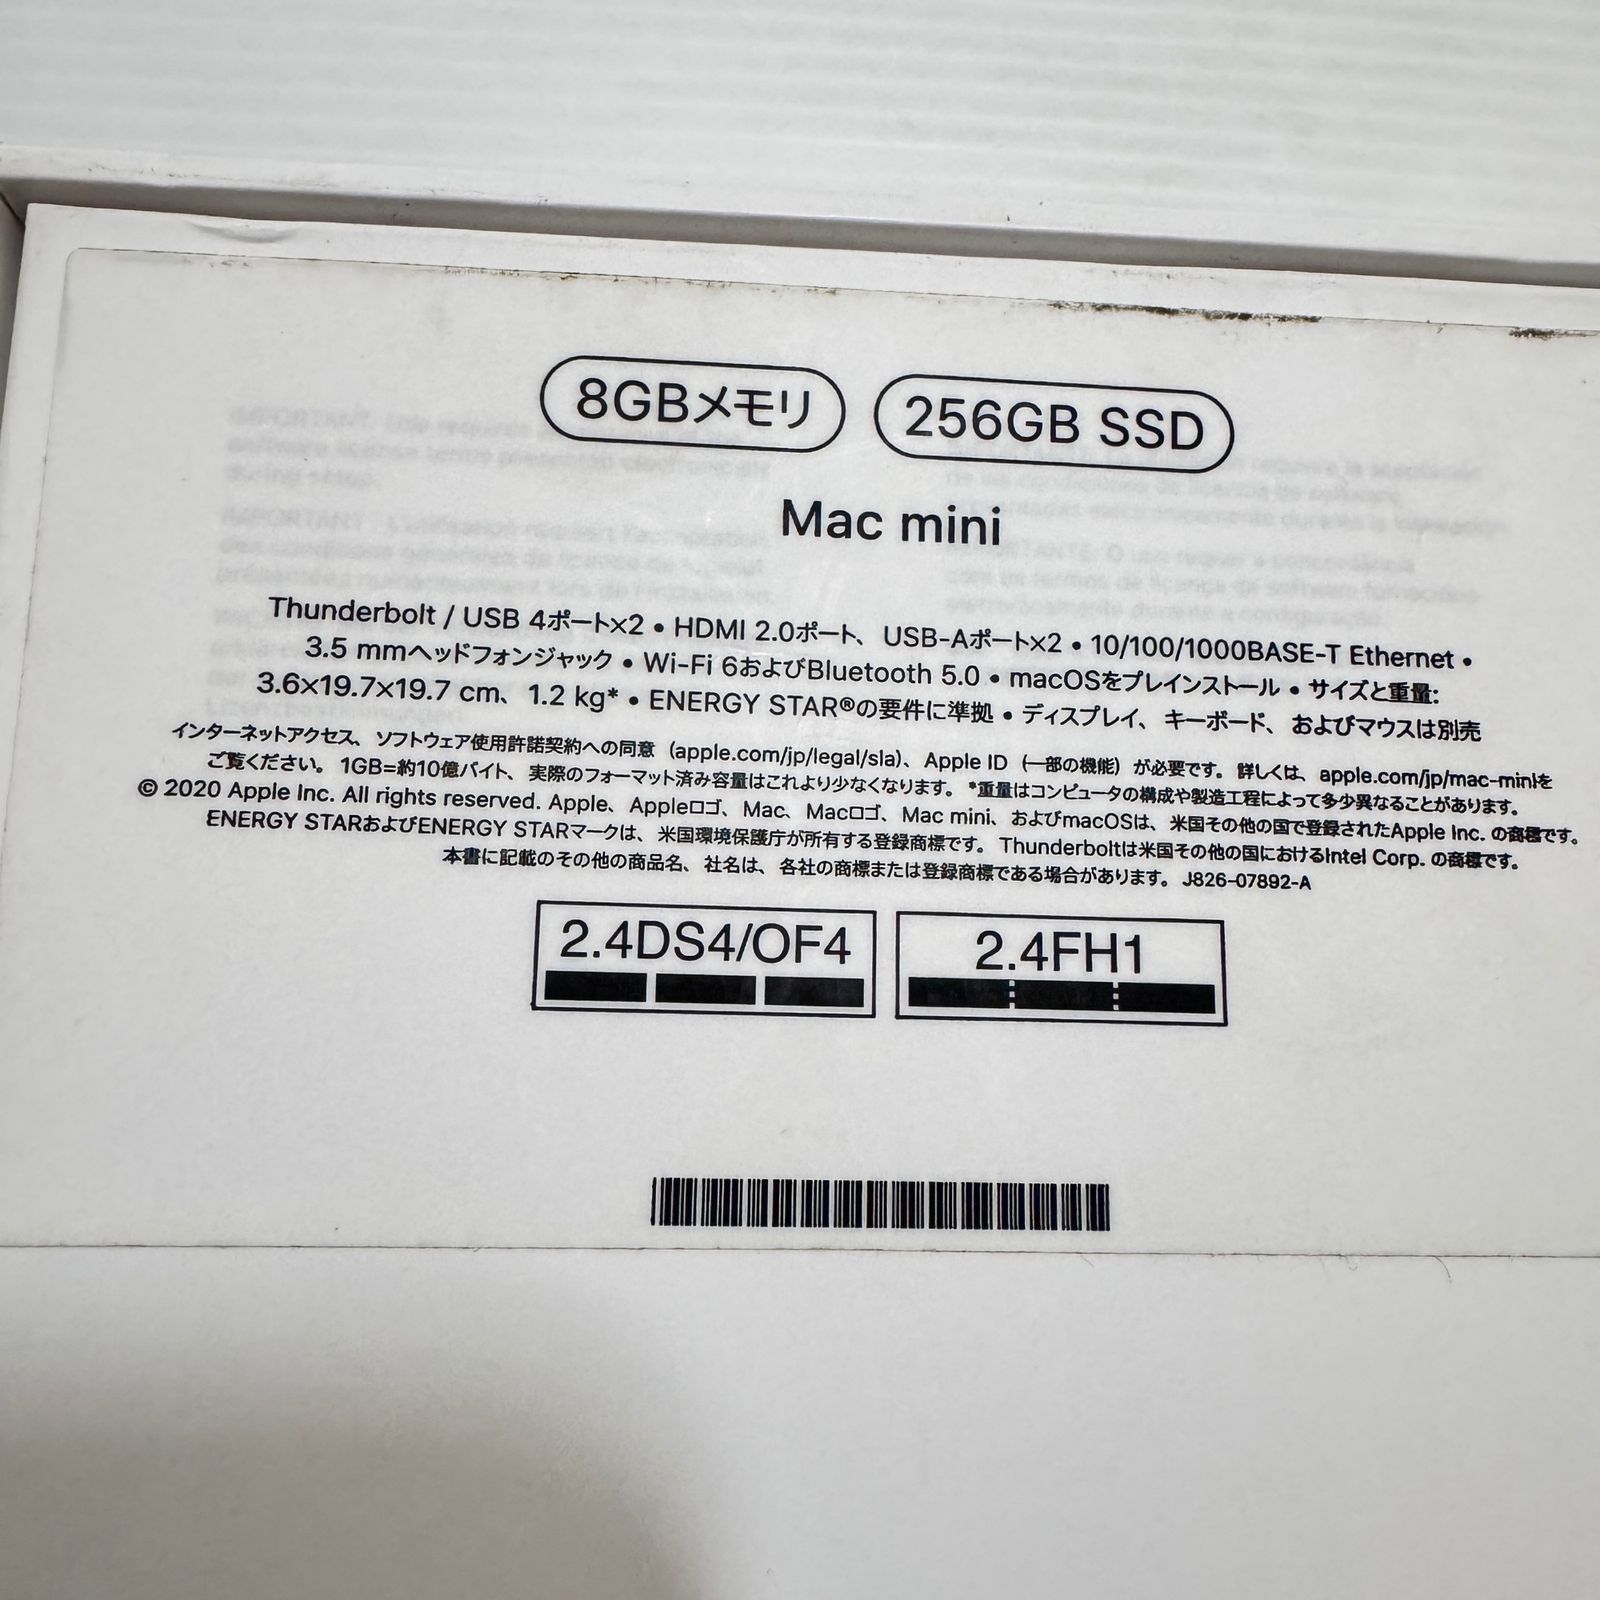 8GBメモリ
256GB SSD
Mac mini
Thunderbolt / USB 4ポート×2 • HDMI 2.0ポート、USB-Aポート×2 • 10/100/1000BASE-T Ethernet •
3.5 mmヘッドフォンジャック • Wi-Fi 6およびBluetooth 5.0 • macOSをプレインストール • サイズと重量:
3.6×19.7×19.7 cm、1.2 kg* • ENERGY STAR®の要件に準拠 • ディスプレイ、キーボード、およびマウスは別売
インターネットアクセス、ソフトウェア使用許諾契約への同意（apple.com/jp/legal/sla）、Apple ID（一部の機能）が必要です。詳しくは、apple.com/jp/mac-miniを
ご覧ください。1GB=約10億バイト、実際のフォーマット済み容量はこれより少なくなります。*重量はコンピュータの構成や製造工程によって多少異なることがあります。
© 2020 Apple Inc. All rights reserved. Apple、Appleロゴ、Mac、Macロゴ、Mac mini、およびmacOSは、米国その他の国で登録されたApple Inc. の商標です。
ENERGY STARおよびENERGY STARマークは、米国環境保護庁が所有する登録商標です。Thunderboltは米国その他の国におけるIntel Corp. の商標です。
本書に記載のその他の商品名、社名は、各社の商標または登録商標である場合があります。J826-07892-A
2.4DS4/OF4
2.4FH1